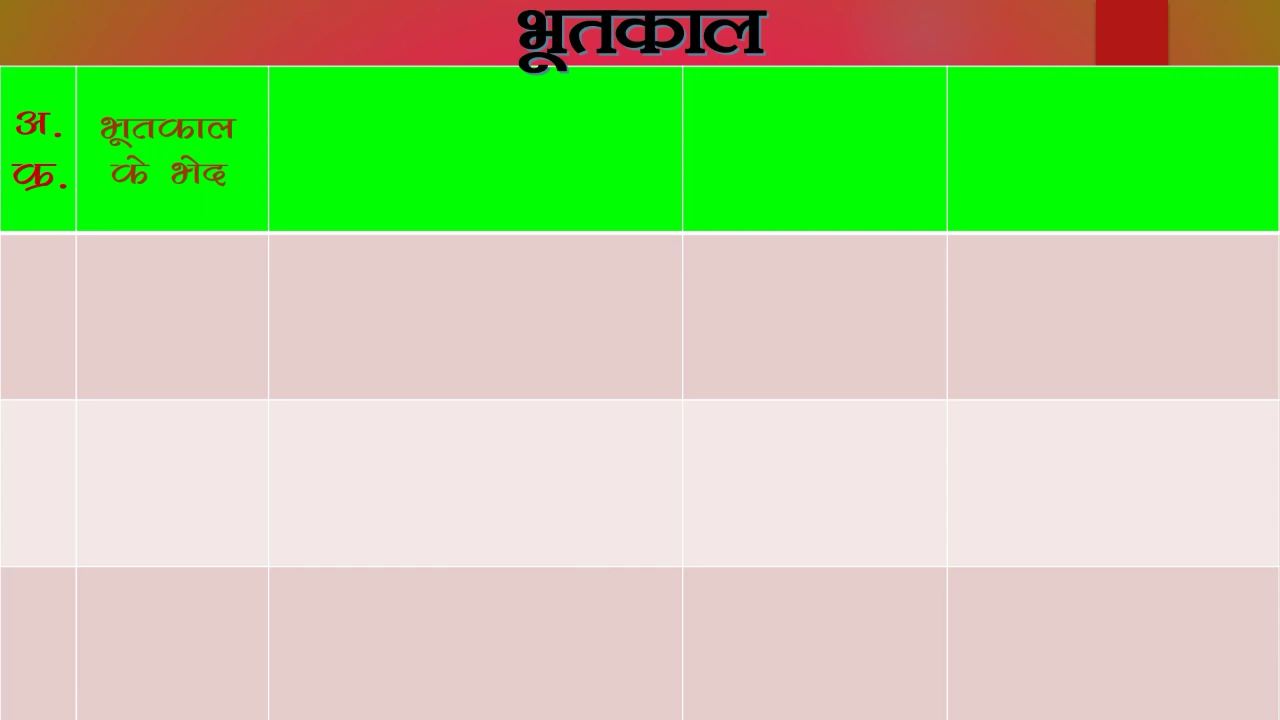 भूतकाल
अ.
क्र.
भूतकाल
के भेद